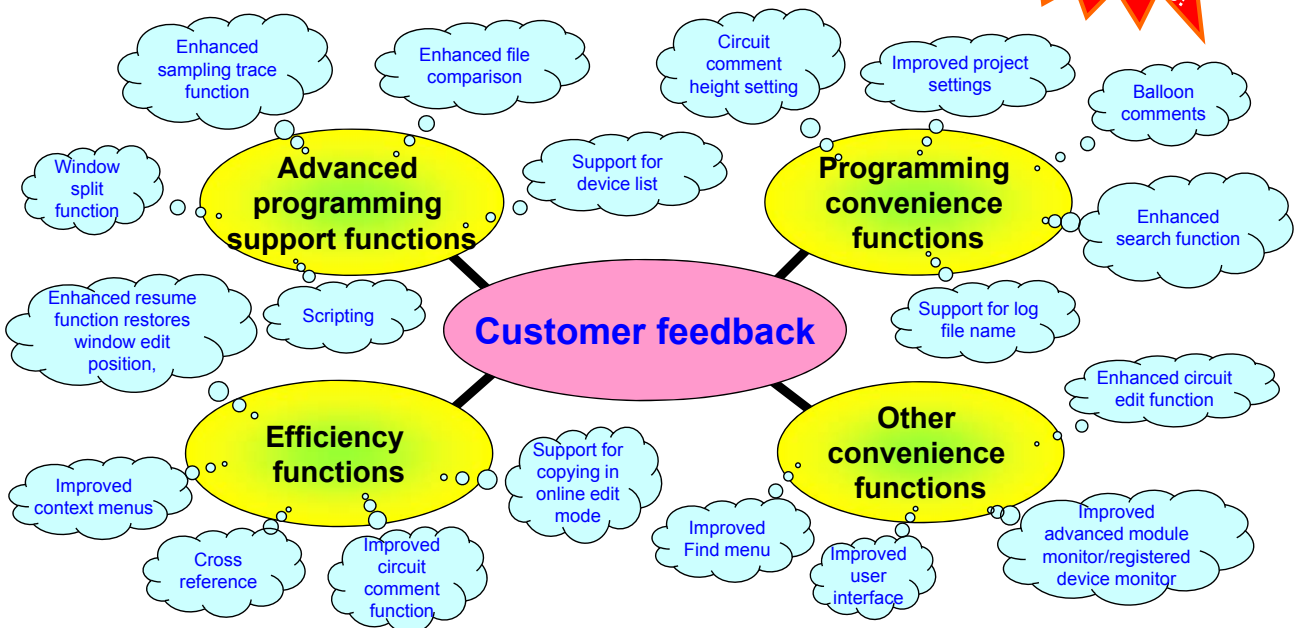 Enhanced
sampling trace
function
Enhanced file
comparison
Window
split
function
Support for
device list
Advanced
programming
support functions
Scripting
Circuit
comment
height setting
Improved project
settings
Balloon
comments
Programming
convenience
functions
Enhanced
search function
Support for log
file name
Customer feedback
Enhanced resume
function restores
window edit
position,
Efficiency
functions
Improved
context menus
Cross
reference
Improved
circuit
comment
function
Support for
copying in
online edit
mode
Enhanced circuit
edit function
Other
convenience
functions
Improved
Find menu
Improved
user
interface
Improved
advanced module
monitor/registered
device monitor